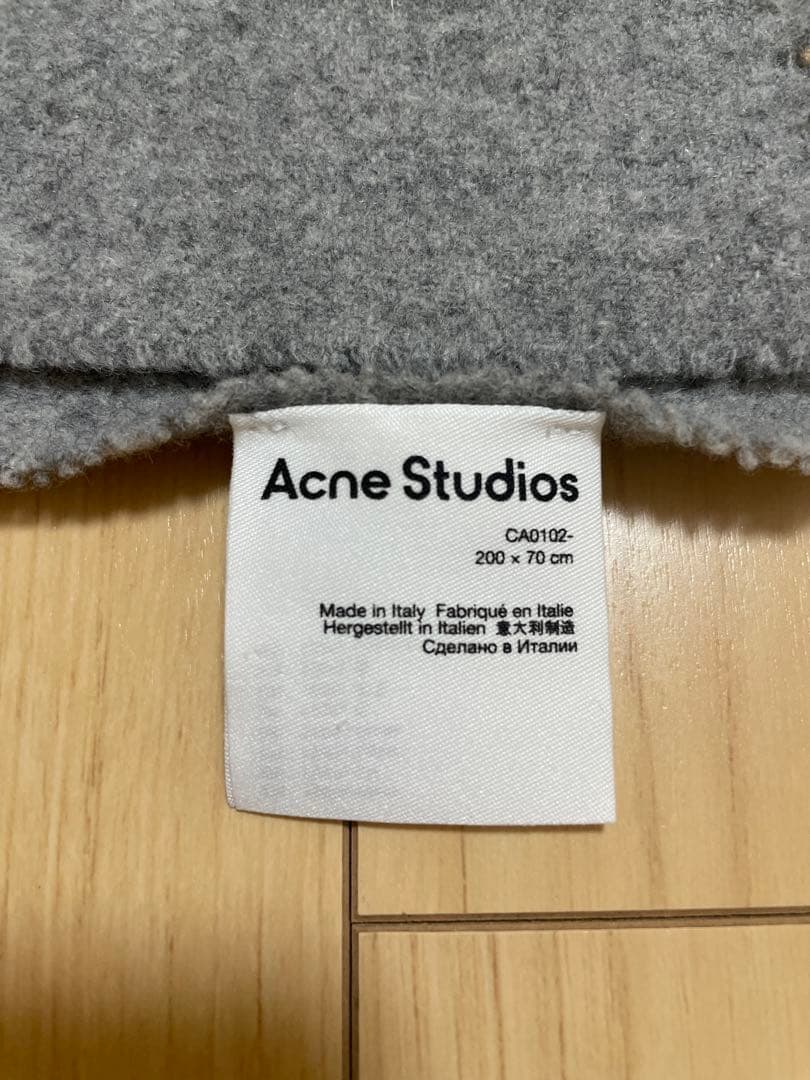 Acne Studios
CA0102-
200 × 70 cm
Made in Italy Fabriqué en Italie
Hergestellt in Italien 意大利制造
Сделано в Италии